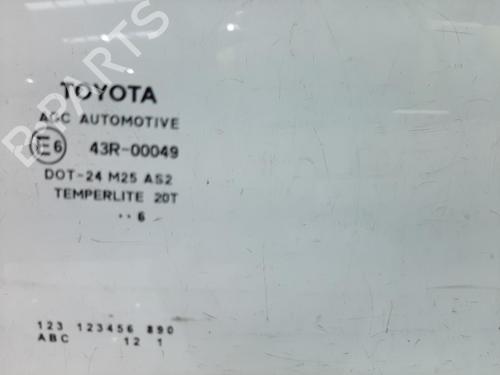 B-PARTS
TOYOTA
AGC AUTOMOTIVE
E6 43R-00049
DOT-24 M25 AS2
TEMPERLITE 20T
·· 6
123 123456 890
ABC 12 1